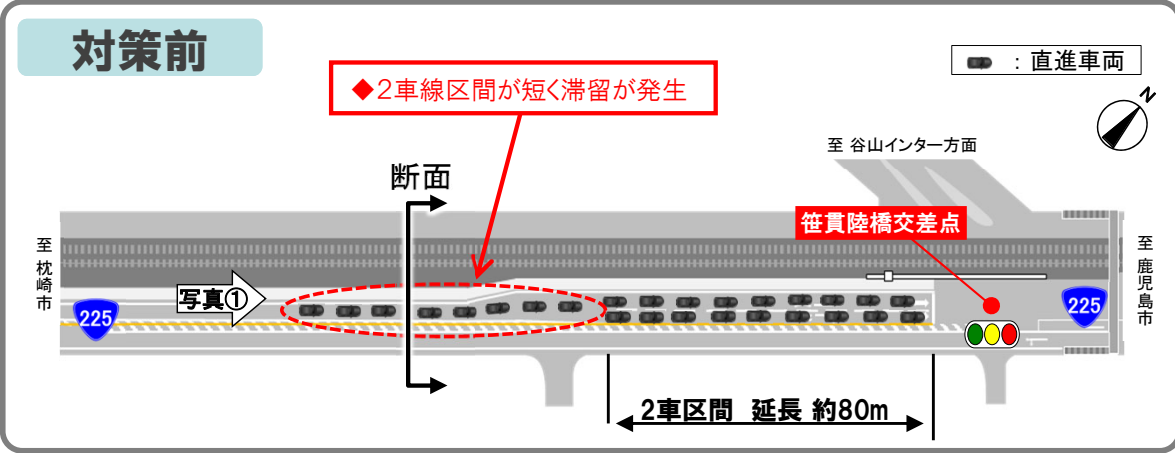 対策前
：直進車両
◆2車線区間が短く滞留が発生
N
至 谷山インター方面
断面
笹貫陸橋交差点
至 枕崎市
写真①
225
225
至 鹿児島市
2車区間 延長 約80m